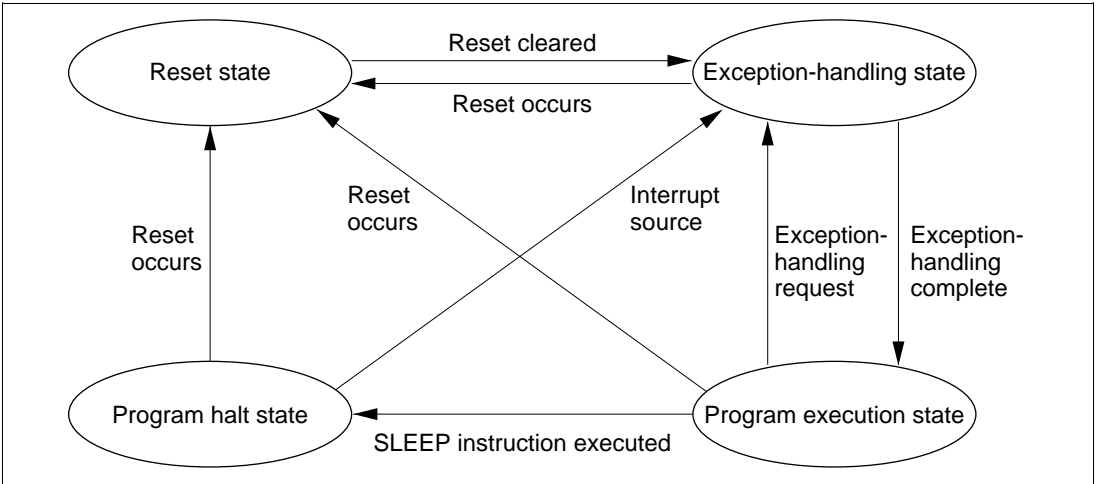 Reset cleared
Reset state
Exception-handling state
Reset occurs
Reset
occurs
Interrupt
source
Reset
occurs
Exception-
handling
request
Exception-
handling
complete
Program halt state
Program execution state
SLEEP instruction executed